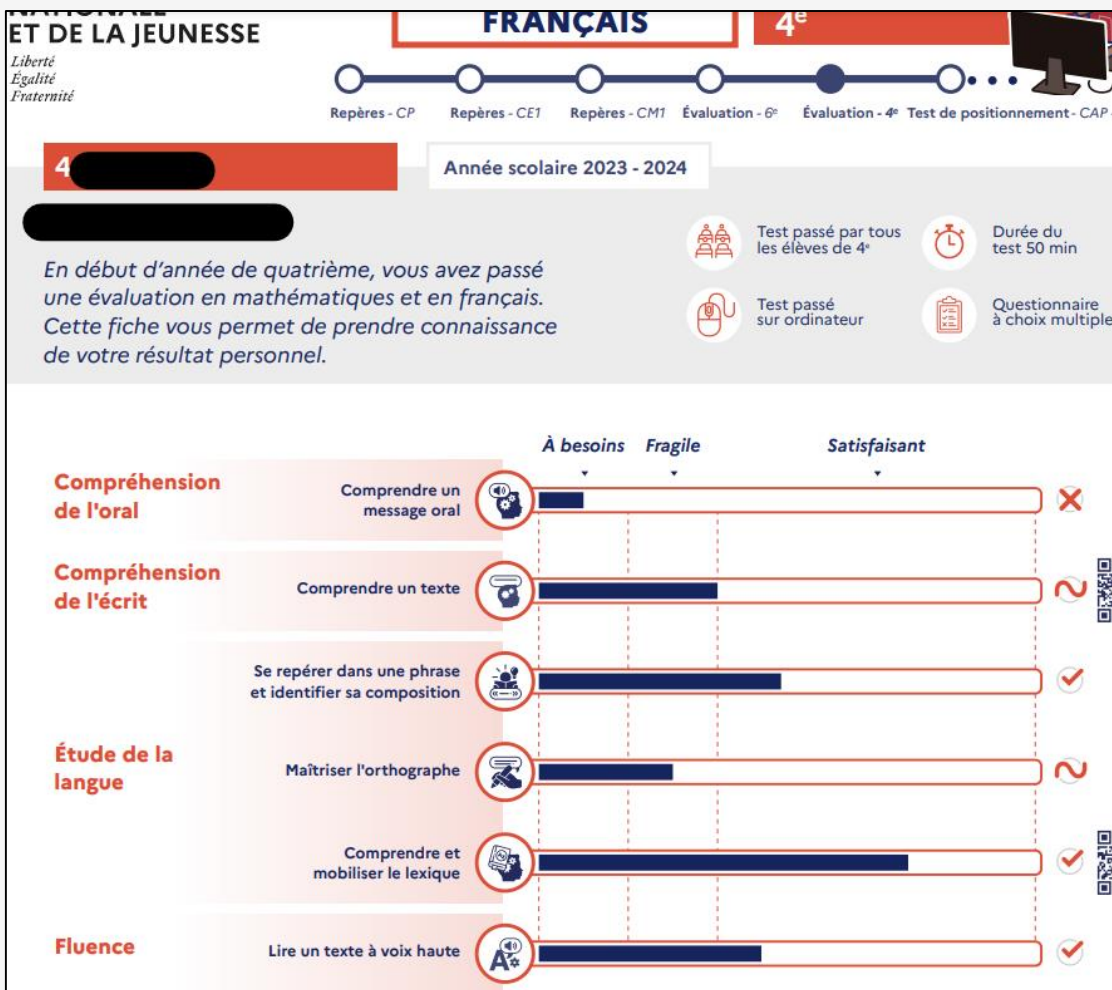 NATIONALE
ET DE LA JEUNESSE
Liberté
Égalité
Fraternité
FRANÇAIS
4e
Repères - CP
Repères - CE1
Repères - CM1
Évaluation - 6e
Évaluation - 4e
Test de positionnement - CAP -
4
Année scolaire 2023 - 2024
En début d'année de quatrième, vous avez passé
une évaluation en mathématiques et en français.
Cette fiche vous permet de prendre connaissance
de votre résultat personnel.
Test passé par tous
les élèves de 4e
Durée du
test 50 min
Test passé
sur ordinateur
Questionnaire
à choix multiple
À besoins
Fragile
Satisfaisant
Compréhension
de l'oral
Comprendre un
message oral
Compréhension
de l'écrit
Comprendre un texte
Se repérer dans une phrase
et identifier sa composition
Étude de la
langue
Maîtriser l'orthographe
Comprendre et
mobiliser le lexique
Fluence
Lire un texte à voix haute